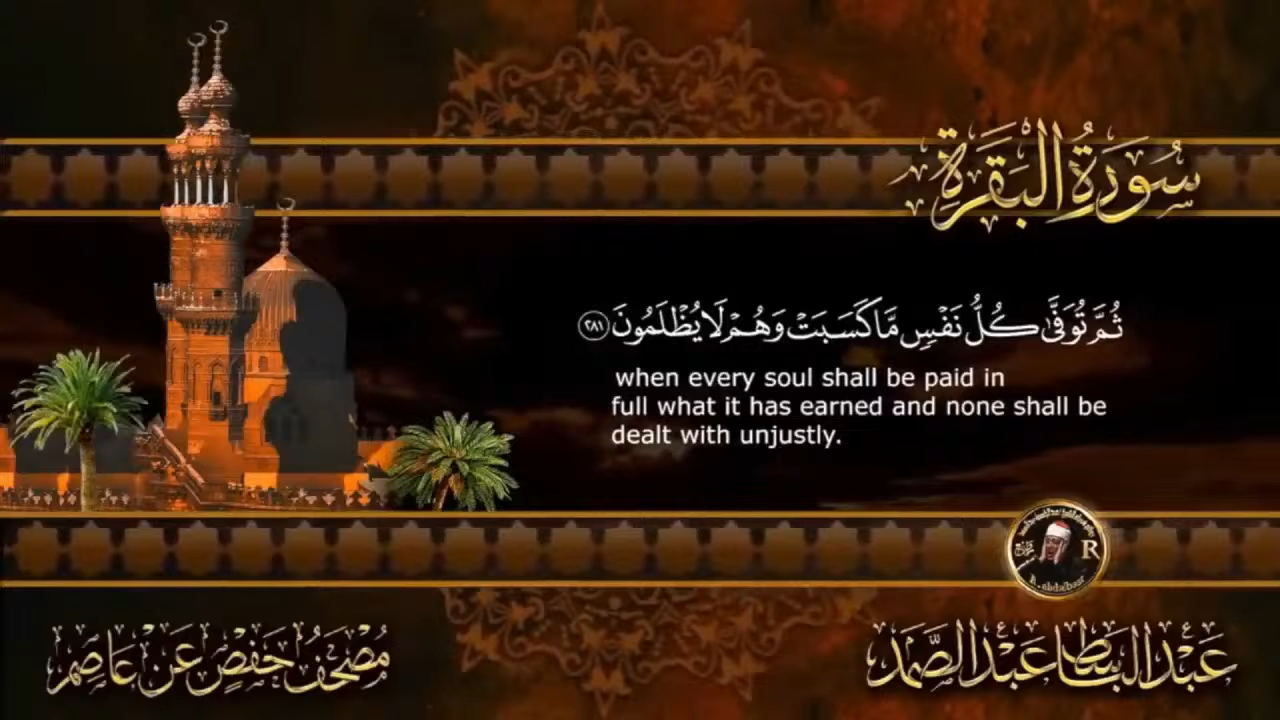 سُورَةُ البَقَرَةِ
ثُمَّ تُوَفَّىٰ كُلُّ نَفْسٍ مَّا كَسَبَتْ وَهُمْ لَا يُظْلَمُونَ ٢٨١
when every soul shall be paid in
full what it has earned and none shall be
dealt with unjustly.
R
عَبْدُ البَاسِط عَبْدُ الصَّمَد
مُصْحَفُ حَفْصٍ عَنْ عَاصِمٍ